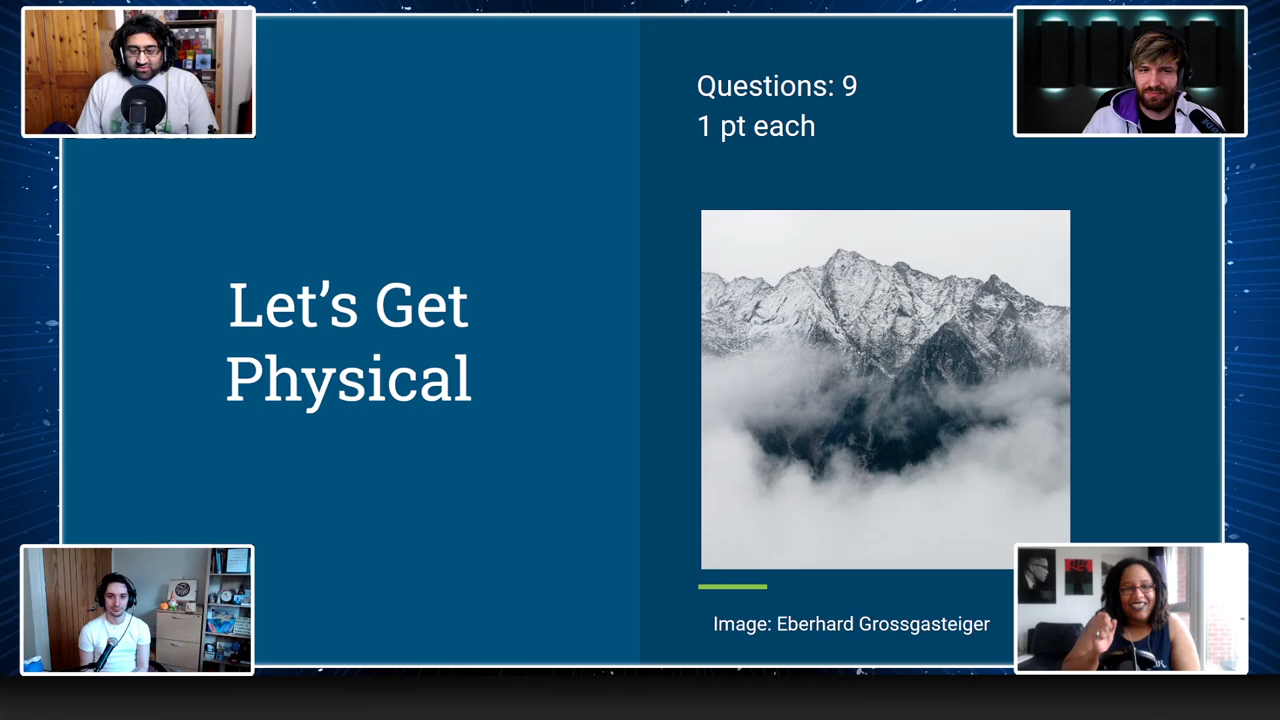 Questions: 9
1 pt each
Let's Get
Physical
Image: Eberhard Grossgasteiger